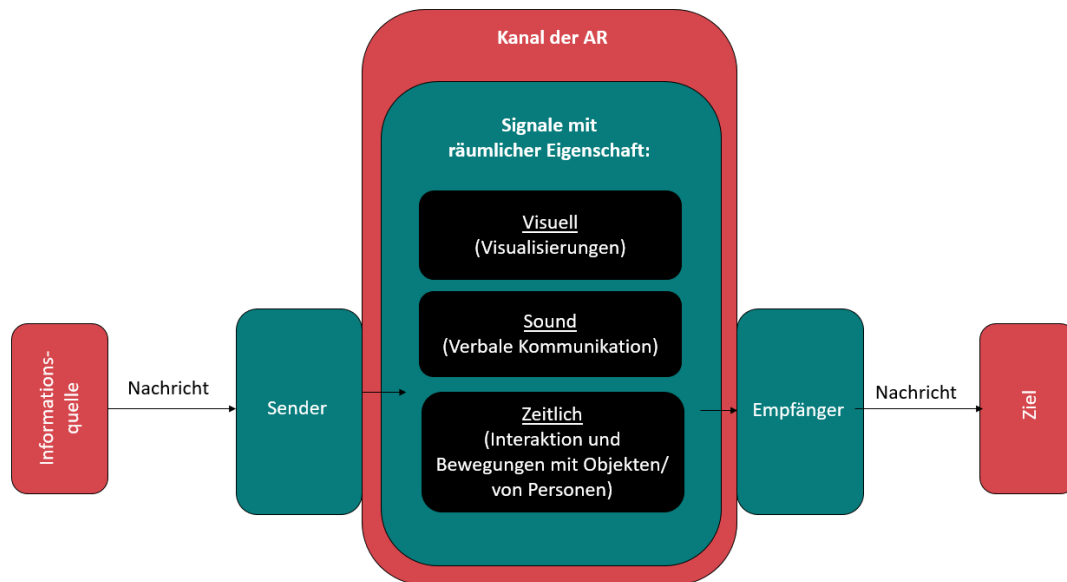 Kanal der AR
Signale mit
räumlicher Eigenschaft:
Visuell
(Visualisierungen)
Sound
(Verbale Kommunikation)
Zeitlich
(Interaktion und
Bewegungen mit Objekten/
von Personen)
Informations-
quelle
Nachricht
Sender
Empfänger
Nachricht
Ziel